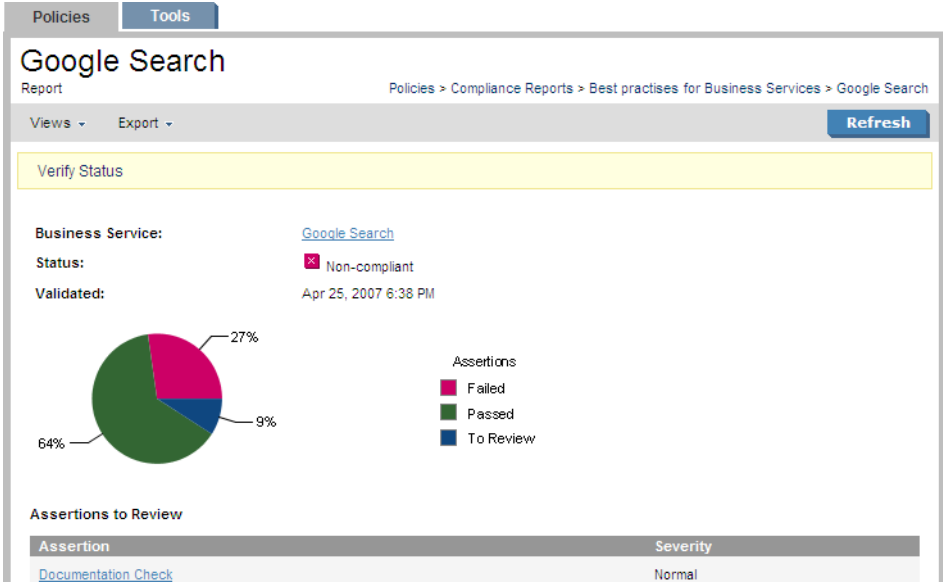 Policies Tools
Google Search
Report Policies > Compliance Reports > Best practises for Business Services > Google Search
Views Export Refresh
Verify Status
Business Service: Google Search
Status: Non-compliant
Validated: Apr 25, 2007 6:38 PM
27%
9%
64%
Assertions
Failed
Passed
To Review
Assertions to Review
Assertion Severity
Documentation Check Normal